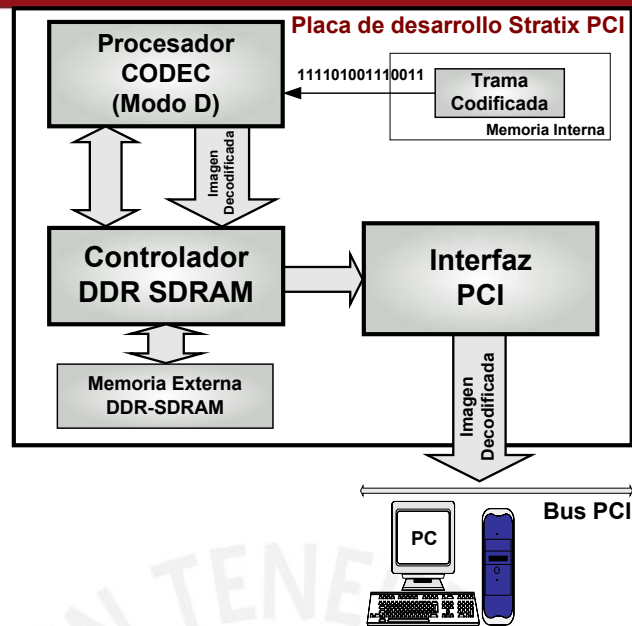 Placa de desarrollo Stratix PCI
Procesador
CODEC
(Modo D)
111101001110011
Trama
Codificada
Memoria Interna
Imagen
Decodificada
Controlador
DDR SDRAM
Interfaz
PCI
Memoria Externa
DDR-SDRAM
Imagen
Decodificada
Bus PCI
PC